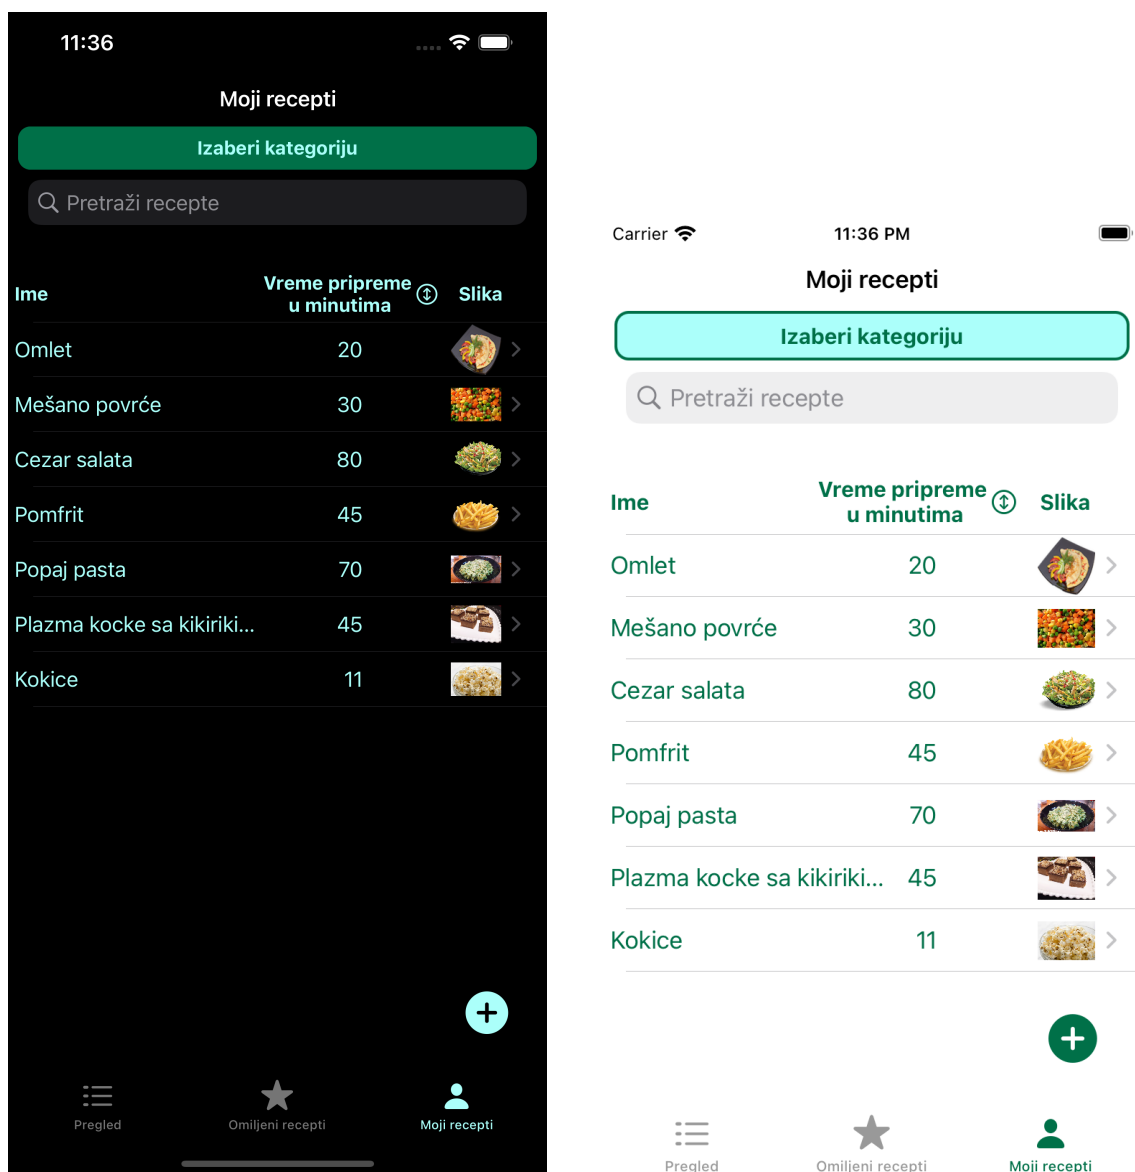 11:36
Moji recepti
Izaberi kategoriju
Pretraži recepte
Ime
Vreme pripreme
u minutima
Slika
Omlet 20
Mešano povrće 30
Cezar salata 80
Pomfrit 45
Popaj pasta 70
Plazma kocke sa kikiriki... 45
Kokice 11
Pregled
Omiljeni recepti
Moji recepti
Carrier
11:36 PM
Moji recepti
Izaberi kategoriju
Pretraži recepte
Ime
Vreme pripreme
u minutima
Slika
Omlet 20
Mešano povrće 30
Cezar salata 80
Pomfrit 45
Popaj pasta 70
Plazma kocke sa kikiriki... 45
Kokice 11
Pregled
Omiljeni recepti
Moji recepti